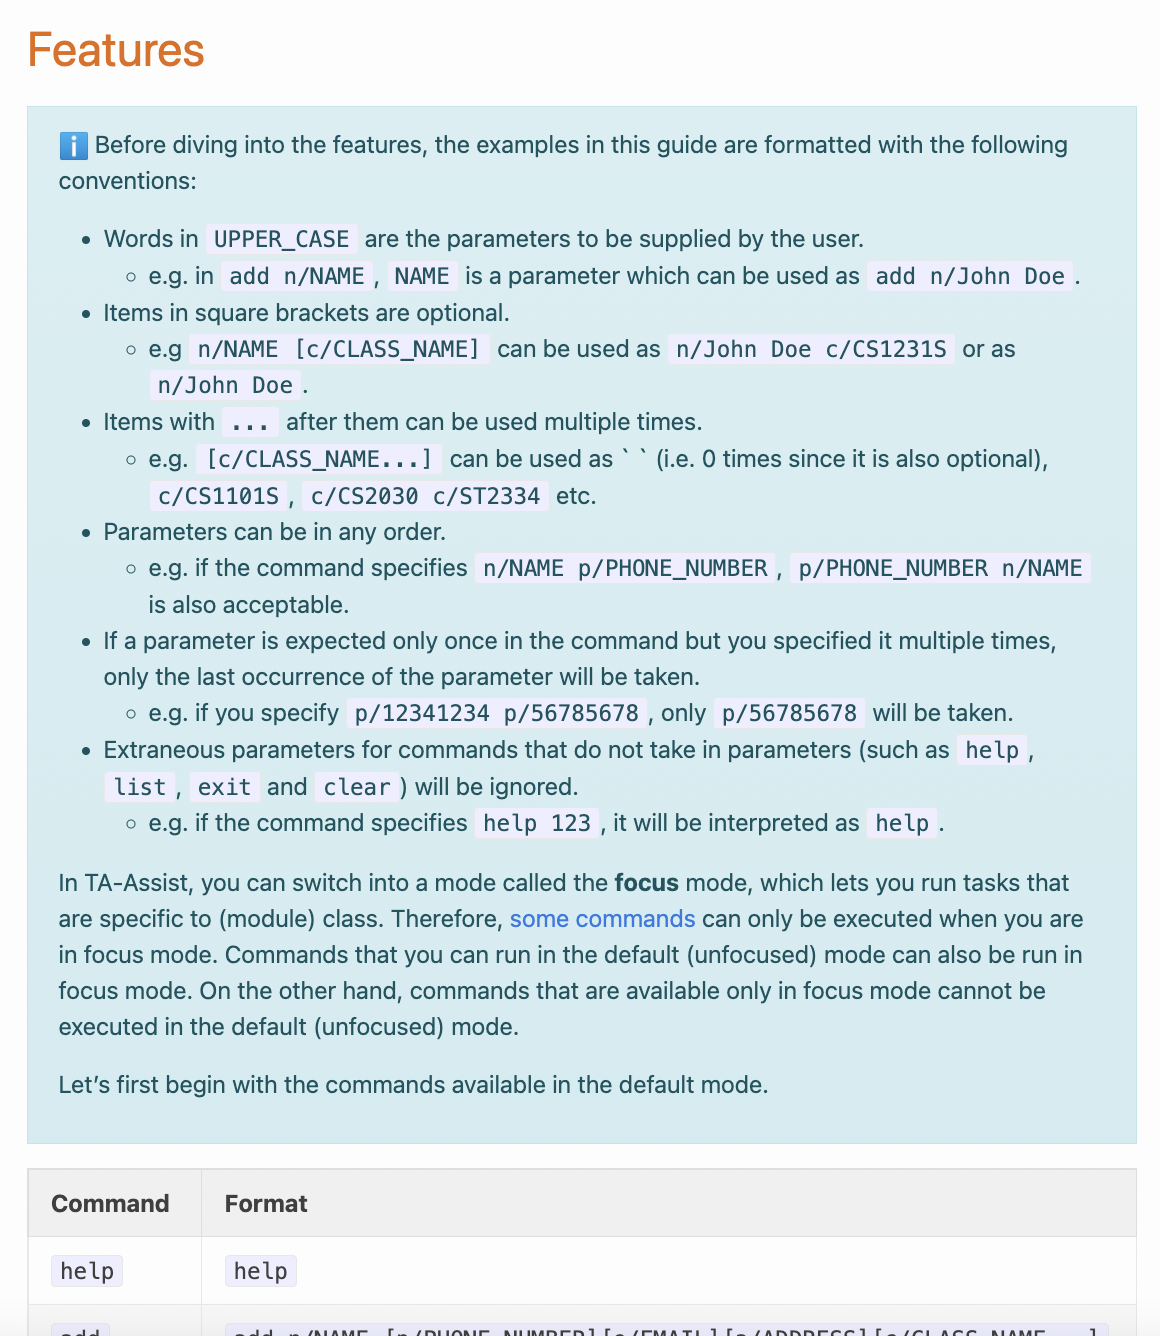 Features
ℹ️ Before diving into the features, the examples in this guide are formatted with the following
conventions:
• Words in UPPER_CASE are the parameters to be supplied by the user.
◦ e.g. in add n/NAME , NAME is a parameter which can be used as add n/John Doe .
• Items in square brackets are optional.
◦ e.g n/NAME [c/CLASS_NAME] can be used as n/John Doe c/CS1231S or as
n/John Doe .
• Items with ... after them can be used multiple times.
◦ e.g. [c/CLASS_NAME...] can be used as ` ` (i.e. 0 times since it is also optional),
c/CS1101S , c/CS2030 c/ST2334 etc.
• Parameters can be in any order.
◦ e.g. if the command specifies n/NAME p/PHONE_NUMBER , p/PHONE_NUMBER n/NAME
is also acceptable.
• If a parameter is expected only once in the command but you specified it multiple times,
only the last occurrence of the parameter will be taken.
◦ e.g. if you specify p/12341234 p/56785678 , only p/56785678 will be taken.
• Extraneous parameters for commands that do not take in parameters (such as help ,
list , exit and clear ) will be ignored.
◦ e.g. if the command specifies help 123 , it will be interpreted as help .
In TA-Assist, you can switch into a mode called the focus mode, which lets you run tasks that
are specific to (module) class. Therefore, some commands can only be executed when you are
in focus mode. Commands that you can run in the default (unfocused) mode can also be run in
focus mode. On the other hand, commands that are available only in focus mode cannot be
executed in the default (unfocused) mode.
Let's first begin with the commands available in the default mode.
Command Format
help help
add add n/NAME [p/PHONE_NUMBER] [e/EMAIL] [a/ADDRESS] [c/CLASS_NAME...]